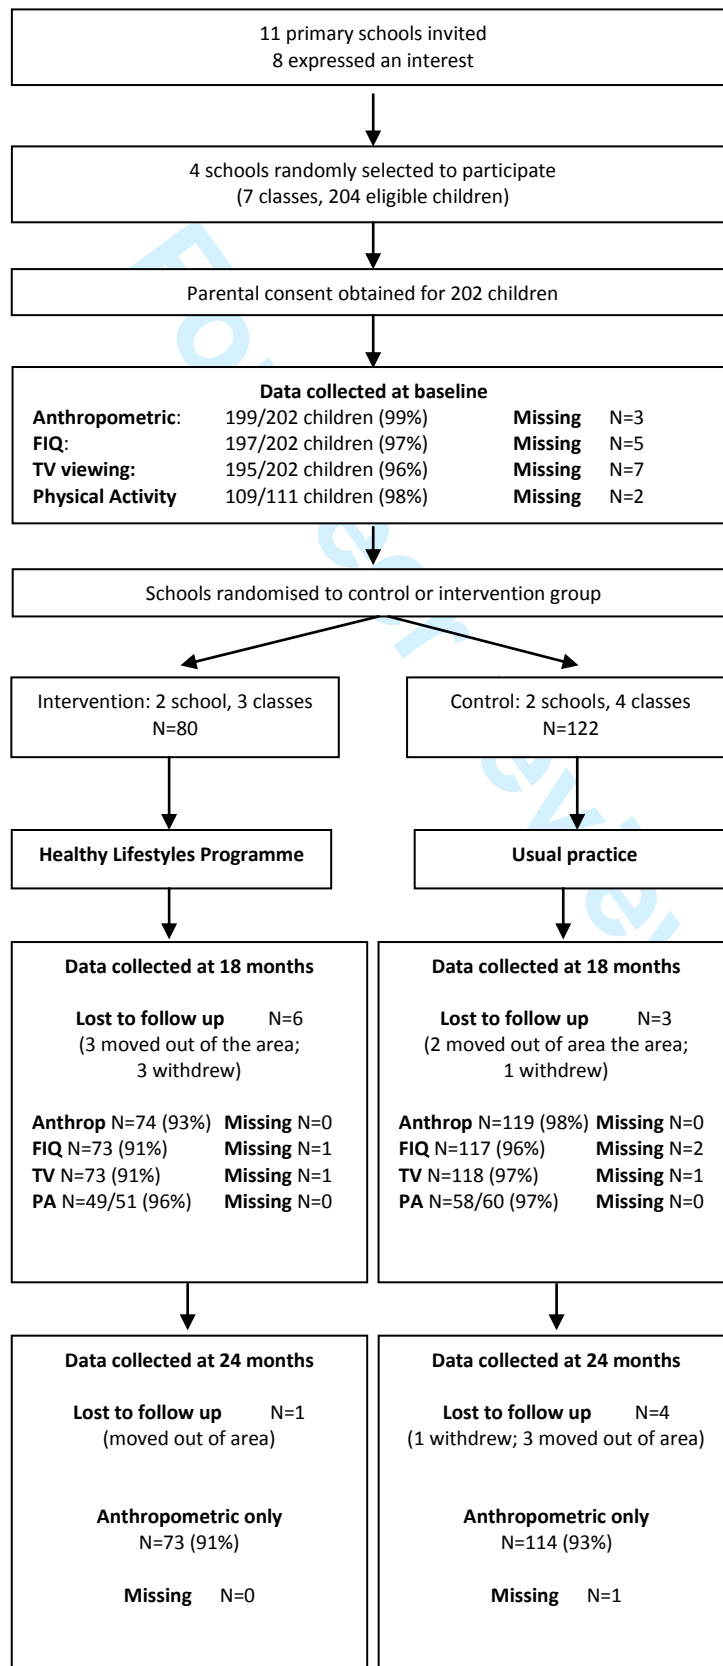 11 primary schools invited
8 expressed an interest
4 schools randomly selected to participate
(7 classes, 204 eligible children)
Parental consent obtained for 202 children
Data collected at baseline
Anthropometric: 199/202 children (99%) Missing N=3
FIQ: 197/202 children (97%) Missing N=5
TV viewing: 195/202 children (96%) Missing N=7
Physical Activity 109/111 children (98%) Missing N=2
Schools randomised to control or intervention group
Intervention: 2 school, 3 classes
N=80
Control: 2 schools, 4 classes
N=122
Healthy Lifestyles Programme
Usual practice
Data collected at 18 months
Lost to follow up N=6
(3 moved out of the area;
3 withdrew)
Anthrop N=74 (93%) Missing N=0
FIQ N=73 (91%) Missing N=1
TV N=73 (91%) Missing N=1
PA N=49/51 (96%) Missing N=0
Data collected at 18 months
Lost to follow up N=3
(2 moved out of area the area;
1 withdrew)
Anthrop N=119 (98%) Missing N=0
FIQ N=117 (96%) Missing N=2
TV N=118 (97%) Missing N=1
PA N=58/60 (97%) Missing N=0
Data collected at 24 months
Lost to follow up N=1
(moved out of area)
Anthropometric only
N=73 (91%)
Missing N=0
Data collected at 24 months
Lost to follow up N=4
(1 withdrew; 3 moved out of area)
Anthropometric only
N=114 (93%)
Missing N=1